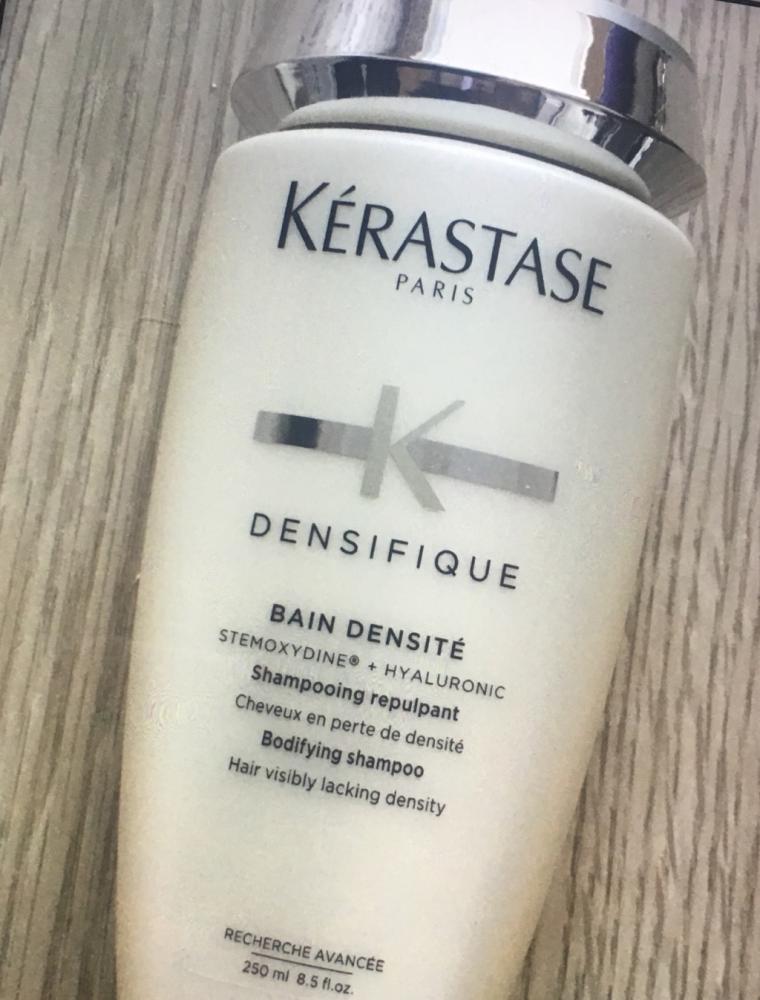 KÉRASTASE
PARIS
K
DENSIFIQUE
BAIN DENSITÉ
STEMOXYDINE® + HYALURONIC
Shampooing repulpant
Cheveux en perte de densité
Bodifying shampoo
Hair visibly lacking density
RECHERCHE AVANCÉE
250 ml 8.5 fl.oz.